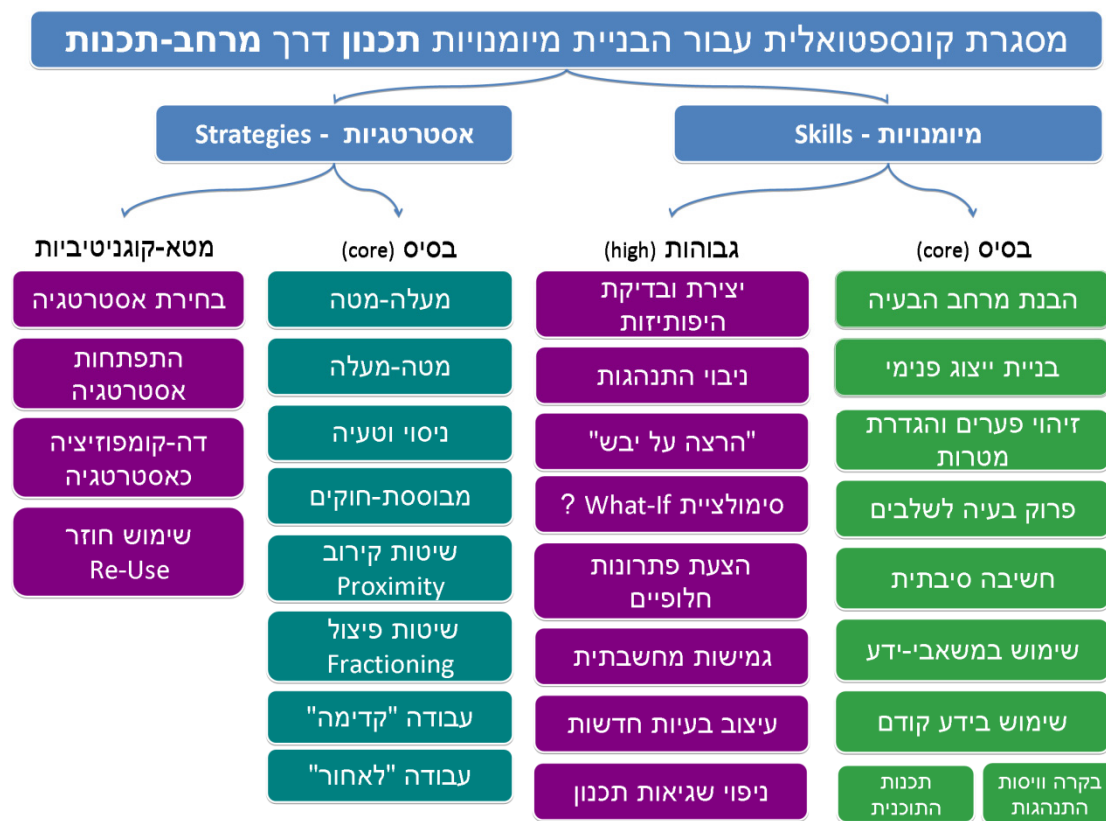 מסגרת קונספטואלית עבור הבניית מיומנויות תכנון דרך מרחב-תכנות
מיומנויות - Skills
אסטרטגיות - Strategies
בסיס (core)
הבנת מרחב הבעיה
בניית ייצוג פנימי
זיהוי פערים והגדרת
מטרות
פרוק בעיה לשלבים
חשיבה סיבתית
שימוש במשאבי-ידע
שימוש בידע קודם
בקרה וויסות
התנהגות
תכנות
התוכנית
גבוהות (high)
יצירת ובדיקת
היפותיזות
ניבוי התנהגות
"הרצה על יבש"
סימולציית What-If ?
הצעת פתרונות
חלופיים
גמישות מחשבתית
עיצוב בעיות חדשות
ניפוי שגיאות תכנון
בסיס (core)
מעלה-מטה
מטה-מעלה
ניסוי וטעיה
מבוססת-חוקים
שיטות קירוב
Proximity
שיטות פיצול
Fractioning
עבודה "קדימה"
עבודה "לאחור"
מטא-קוגניטיביות
בחירת אסטרטגיה
התפתחות
אסטרטגיה
דה-קומפוזיציה
כאסטרטגיה
שימוש חוזר
Re-Use